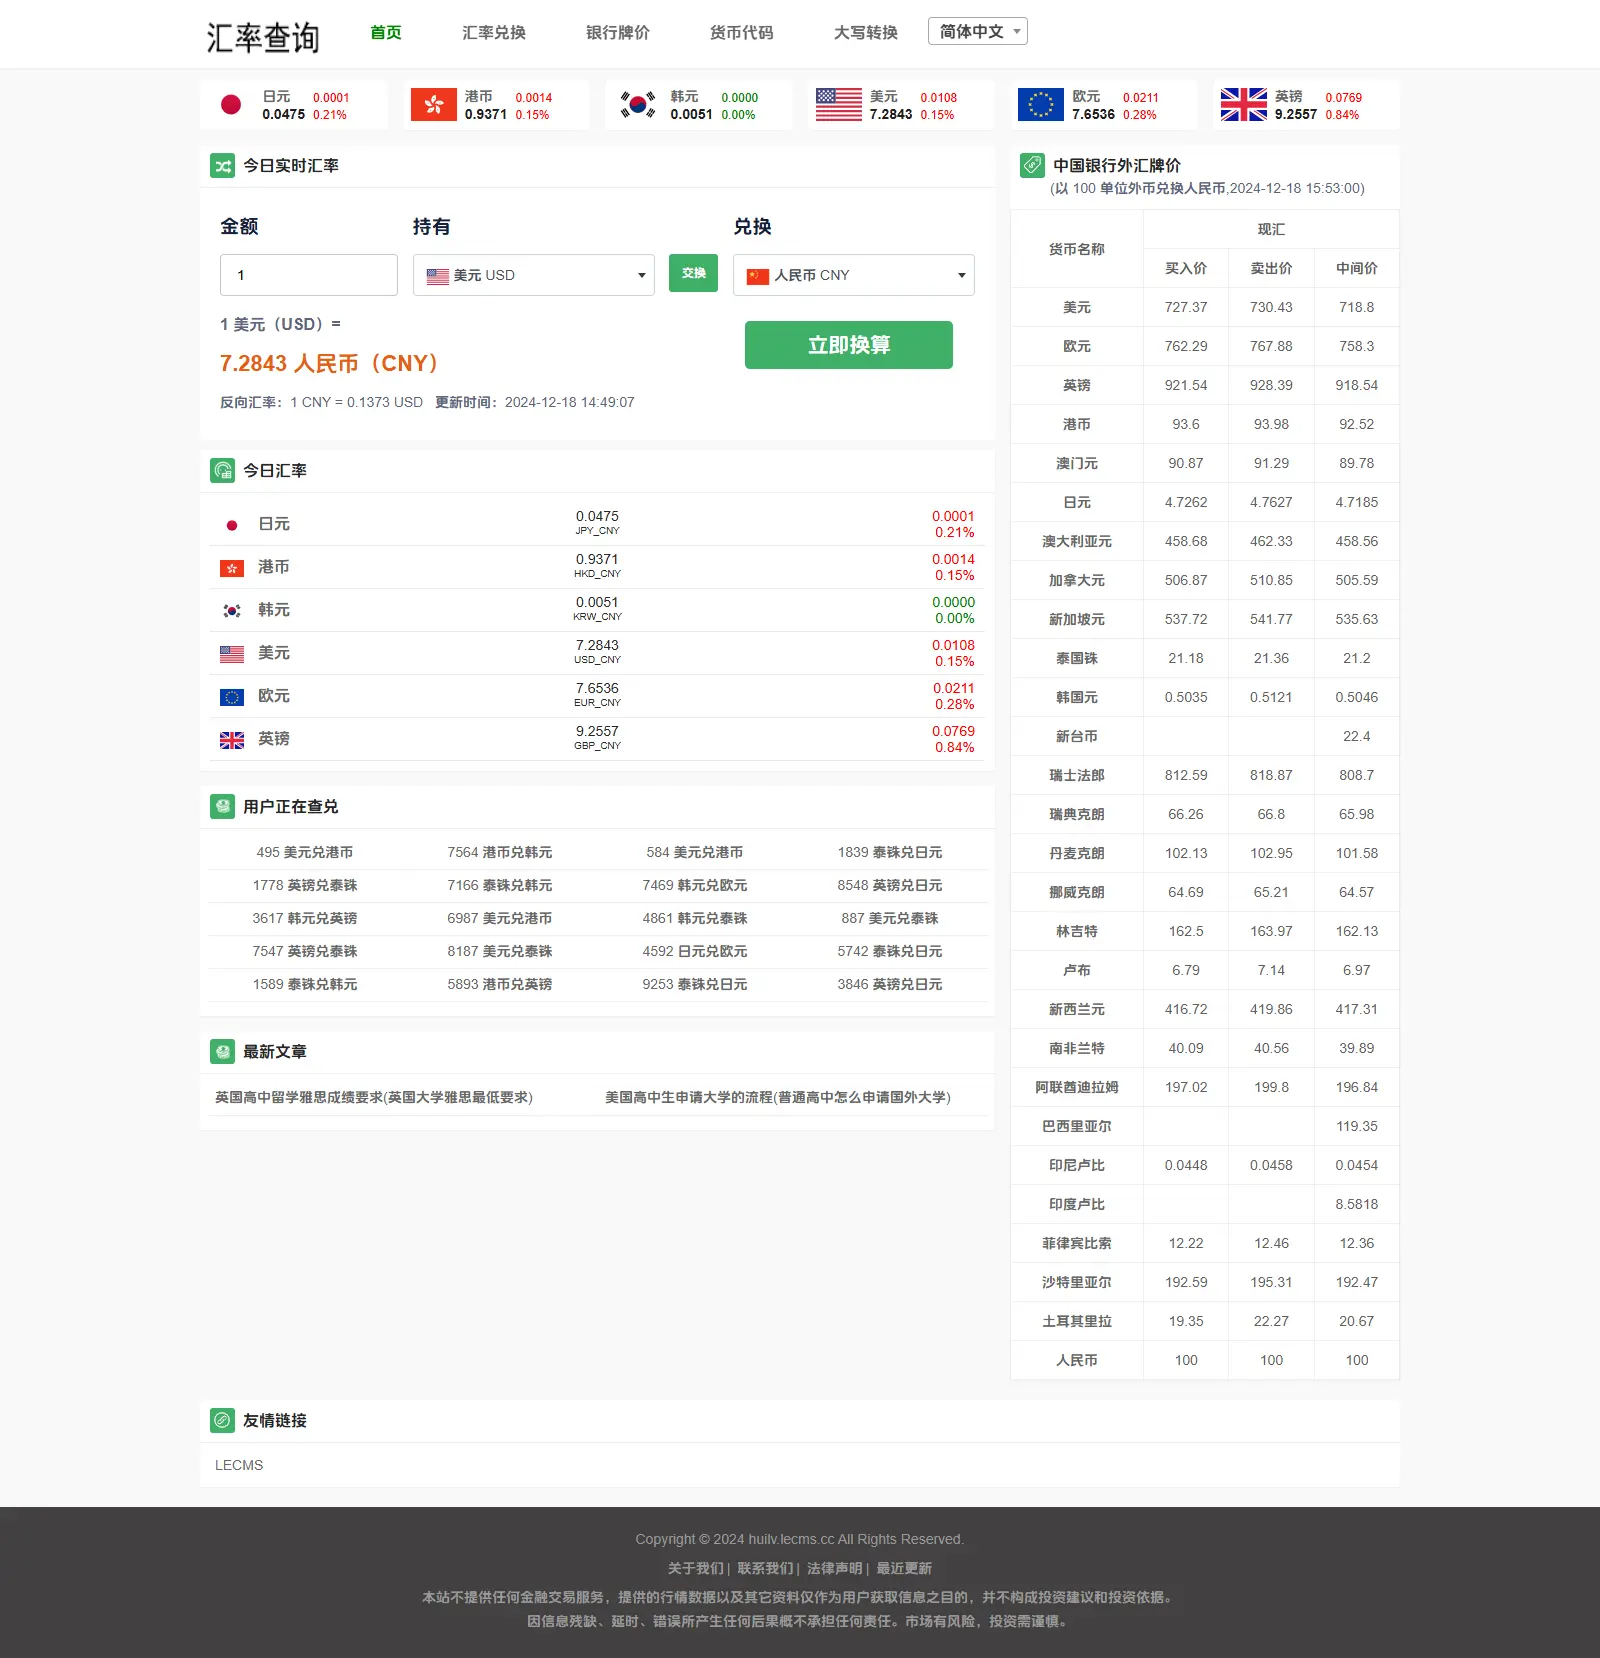 汇率查询
首页 汇率兑换 银行牌价 货币代码 大写转换 简体中文
日元 0.0001
0.0475 0.21%
港币 0.0014
0.9371 0.15%
韩元 0.0000
0.0051 0.00%
美元 0.0108
7.2843 0.15%
欧元 0.0211
7.6536 0.28%
英镑 0.0769
9.2557 0.84%
今日实时汇率
金额 持有 兑换
1 美元 USD 交换 人民币 CNY
1 美元（USD）=
7.2843 人民币（CNY）
立即换算
反向汇率：1 CNY = 0.1373 USD 更新时间：2024-12-18 14:49:07
今日汇率
日元 0.0475 0.0001
JPY_CNY 0.21%
港币 0.9371 0.0014
HKD_CNY 0.15%
韩元 0.0051 0.0000
KRW_CNY 0.00%
美元 7.2843 0.0108
USD_CNY 0.15%
欧元 7.6536 0.0211
EUR_CNY 0.28%
英镑 9.2557 0.0769
GBP_CNY 0.84%
用户正在查兑
495 美元兑港币 7564 港币兑韩元 584 美元兑港币 1839 泰铢兑日元
1778 英镑兑泰铢 7166 泰铢兑韩元 7469 韩元兑欧元 8548 英镑兑日元
3617 韩元兑英镑 6987 美元兑港币 4861 韩元兑泰铢 887 美元兑泰铢
7547 英镑兑泰铢 8187 美元兑泰铢 4592 日元兑欧元 5742 泰铢兑日元
1589 泰铢兑韩元 5893 港币兑英镑 9253 泰铢兑日元 3846 英镑兑日元
最新文章
英国高中留学雅思成绩要求(英国大学雅思最低要求) 美国高中生申请大学的流程(普通高中怎么申请国外大学)
中国银行外汇牌价
(以 100 单位外币兑换人民币,2024-12-18 15:53:00)
货币名称 现汇
买入价 卖出价 中间价
美元 727.37 730.43 718.8
欧元 762.29 767.88 758.3
英镑 921.54 928.39 918.54
港币 93.6 93.98 92.52
澳门元 90.87 91.29 89.78
日元 4.7262 4.7627 4.7185
澳大利亚元 458.68 462.33 458.56
加拿大元 506.87 510.85 505.59
新加坡元 537.72 541.77 535.63
泰国铢 21.18 21.36 21.2
韩国元 0.5035 0.5121 0.5046
新台币 22.4
瑞士法郎 812.59 818.87 808.7
瑞典克朗 66.26 66.8 65.98
丹麦克朗 102.13 102.95 101.58
挪威克朗 64.69 65.21 64.57
林吉特 162.5 163.97 162.13
卢布 6.79 7.14 6.97
新西兰元 416.72 419.86 417.31
南非兰特 40.09 40.56 39.89
阿联酋迪拉姆 197.02 199.8 196.84
巴西里亚尔 119.35
印尼卢比 0.0448 0.0458 0.0454
印度卢比 8.5818
菲律宾比索 12.22 12.46 12.36
沙特里亚尔 192.59 195.31 192.47
土耳其里拉 19.35 22.27 20.67
人民币 100 100 100
友情链接
LECMS
Copyright © 2024 huilv.lecms.cc All Rights Reserved.
关于我们 | 联系我们 | 法律声明 | 最近更新
本站不提供任何金融交易服务，提供的行情数据以及其它资料仅作为用户获取信息之目的，并不构成投资建议和投资依据。
因信息残缺、延时、错误所产生任何后果概不承担任何责任。市场有风险，投资需谨慎。